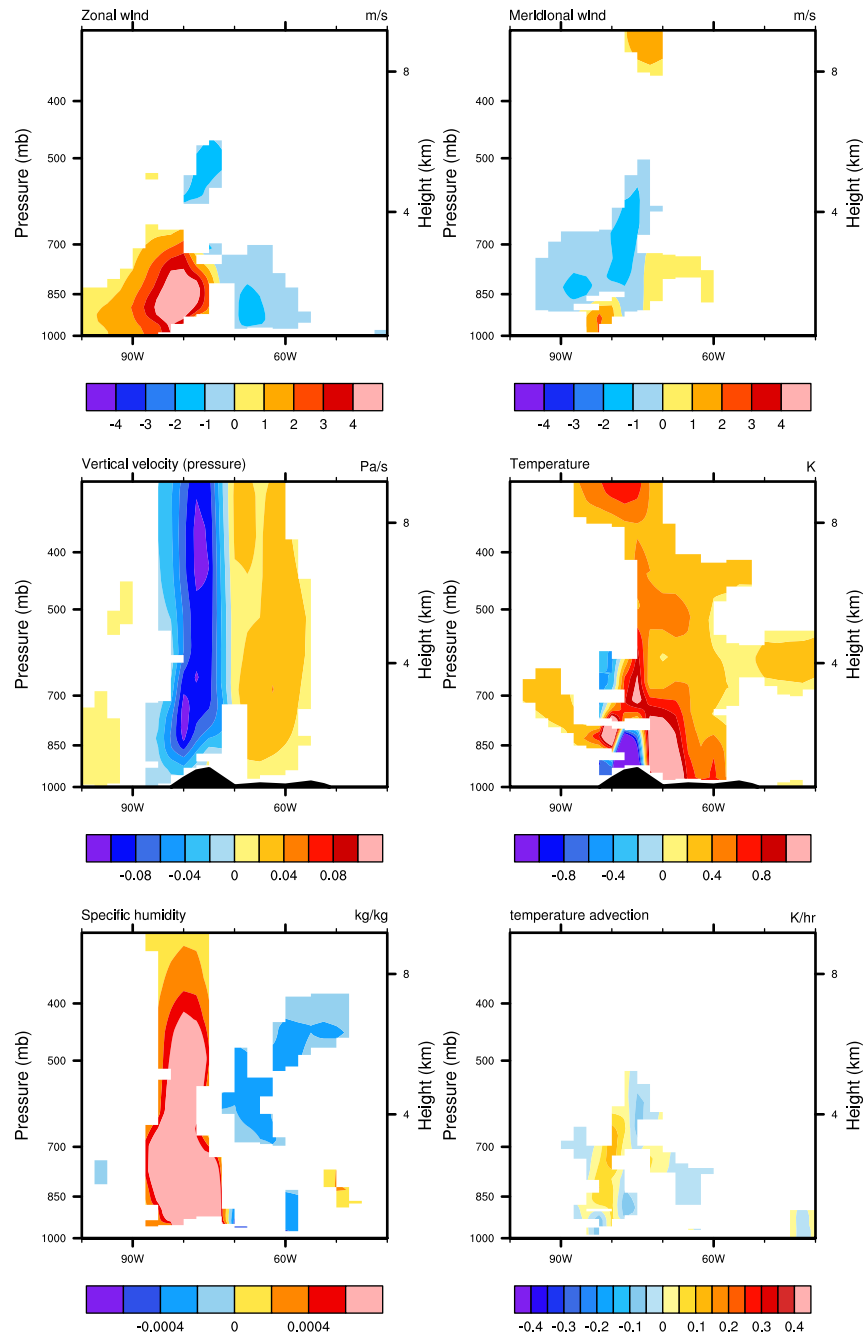 Zonal wind m/s
Pressure (mb)
400
500
700
850
1000
8
4
Height (km)
90W 60W
-4 -3 -2 -1 0 1 2 3 4
Meridional wind m/s
Pressure (mb)
400
500
700
850
1000
8
4
Height (km)
90W 60W
-4 -3 -2 -1 0 1 2 3 4
Vertical velocity (pressure) Pa/s
Pressure (mb)
400
500
700
850
1000
8
4
Height (km)
90W 60W
-0.08 -0.04 0 0.04 0.08
Temperature K
Pressure (mb)
400
500
700
850
1000
8
4
Height (km)
90W 60W
-0.8 -0.4 0 0.4 0.8
Specific humidity kg/kg
Pressure (mb)
400
500
700
850
1000
8
4
Height (km)
90W 60W
-0.0004 0 0.0004
temperature advection K/hr
Pressure (mb)
400
500
700
850
1000
8
4
Height (km)
90W 60W
-0.4 -0.3 -0.2 -0.1 0 0.1 0.2 0.3 0.4